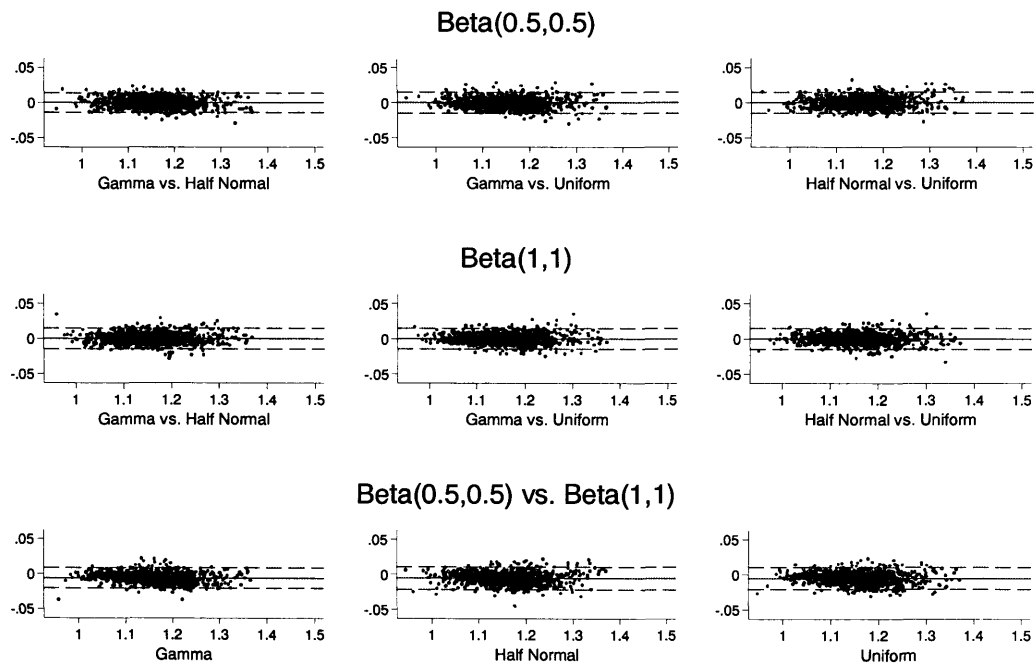 Beta(0.5,0.5)
.05
0
-.05
1 1.1 1.2 1.3 1.4 1.5
Gamma vs. Half Normal
.05
0
-.05
1 1.1 1.2 1.3 1.4 1.5
Gamma vs. Uniform
.05
0
-.05
1 1.1 1.2 1.3 1.4 1.5
Half Normal vs. Uniform
Beta(1,1)
.05
0
-.05
1 1.1 1.2 1.3 1.4 1.5
Gamma vs. Half Normal
.05
0
-.05
1 1.1 1.2 1.3 1.4 1.5
Gamma vs. Uniform
.05
0
-.05
1 1.1 1.2 1.3 1.4 1.5
Half Normal vs. Uniform
Beta(0.5,0.5) vs. Beta(1,1)
.05
0
-.05
1 1.1 1.2 1.3 1.4 1.5
Gamma
.05
0
-.05
1 1.1 1.2 1.3 1.4 1.5
Half Normal
.05
0
-.05
1 1.1 1.2 1.3 1.4 1.5
Uniform